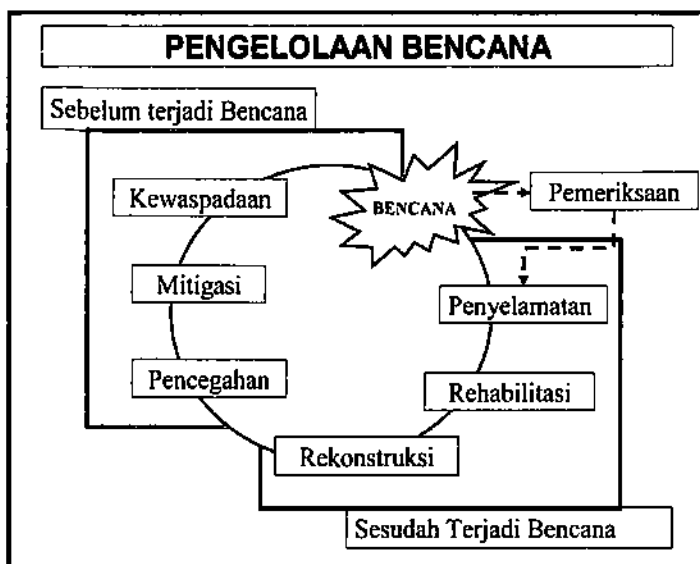 PENGELOLAAN BENCANA
Sebelum terjadi Bencana
Kewaspadaan
BENCANA
Pemeriksaan
Mitigasi
Penyelamatan
Pencegahan
Rehabilitasi
Rekonstruksi
Sesudah Terjadi Bencana